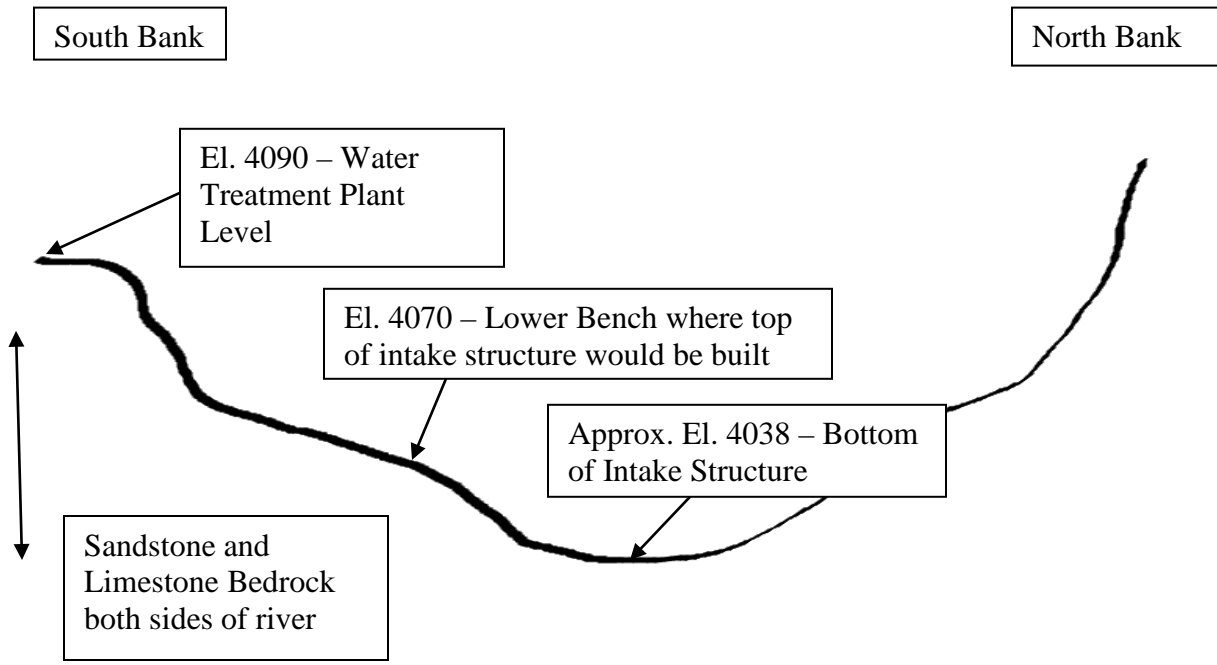 South Bank
North Bank
El. 4090 – Water
Treatment Plant
Level
El. 4070 – Lower Bench where top
of intake structure would be built
Approx. El. 4038 – Bottom
of Intake Structure
Sandstone and
Limestone Bedrock
both sides of river